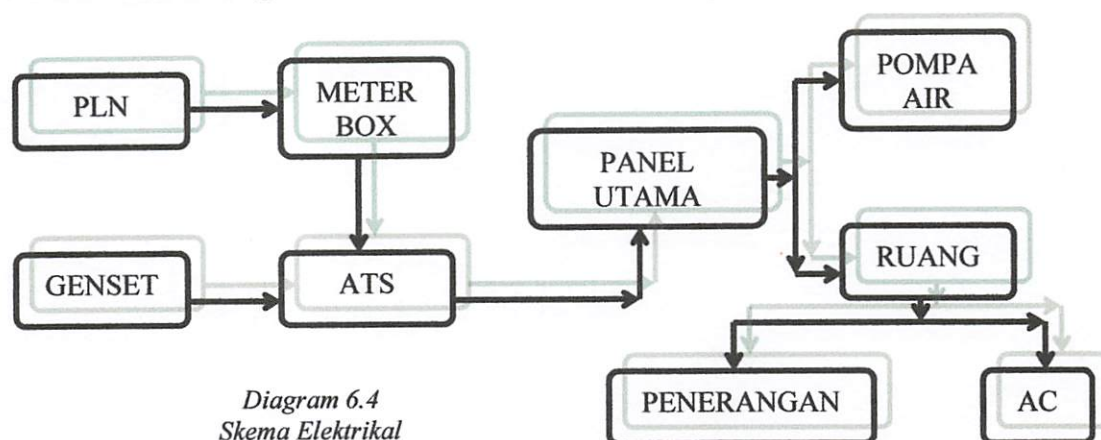 PLN
METER
BOX
POMPA
AIR
PANEL
UTAMA
GENSET
ATS
RUANG
PENERANGAN
AC
Diagram 6.4
Skema Elektrikal